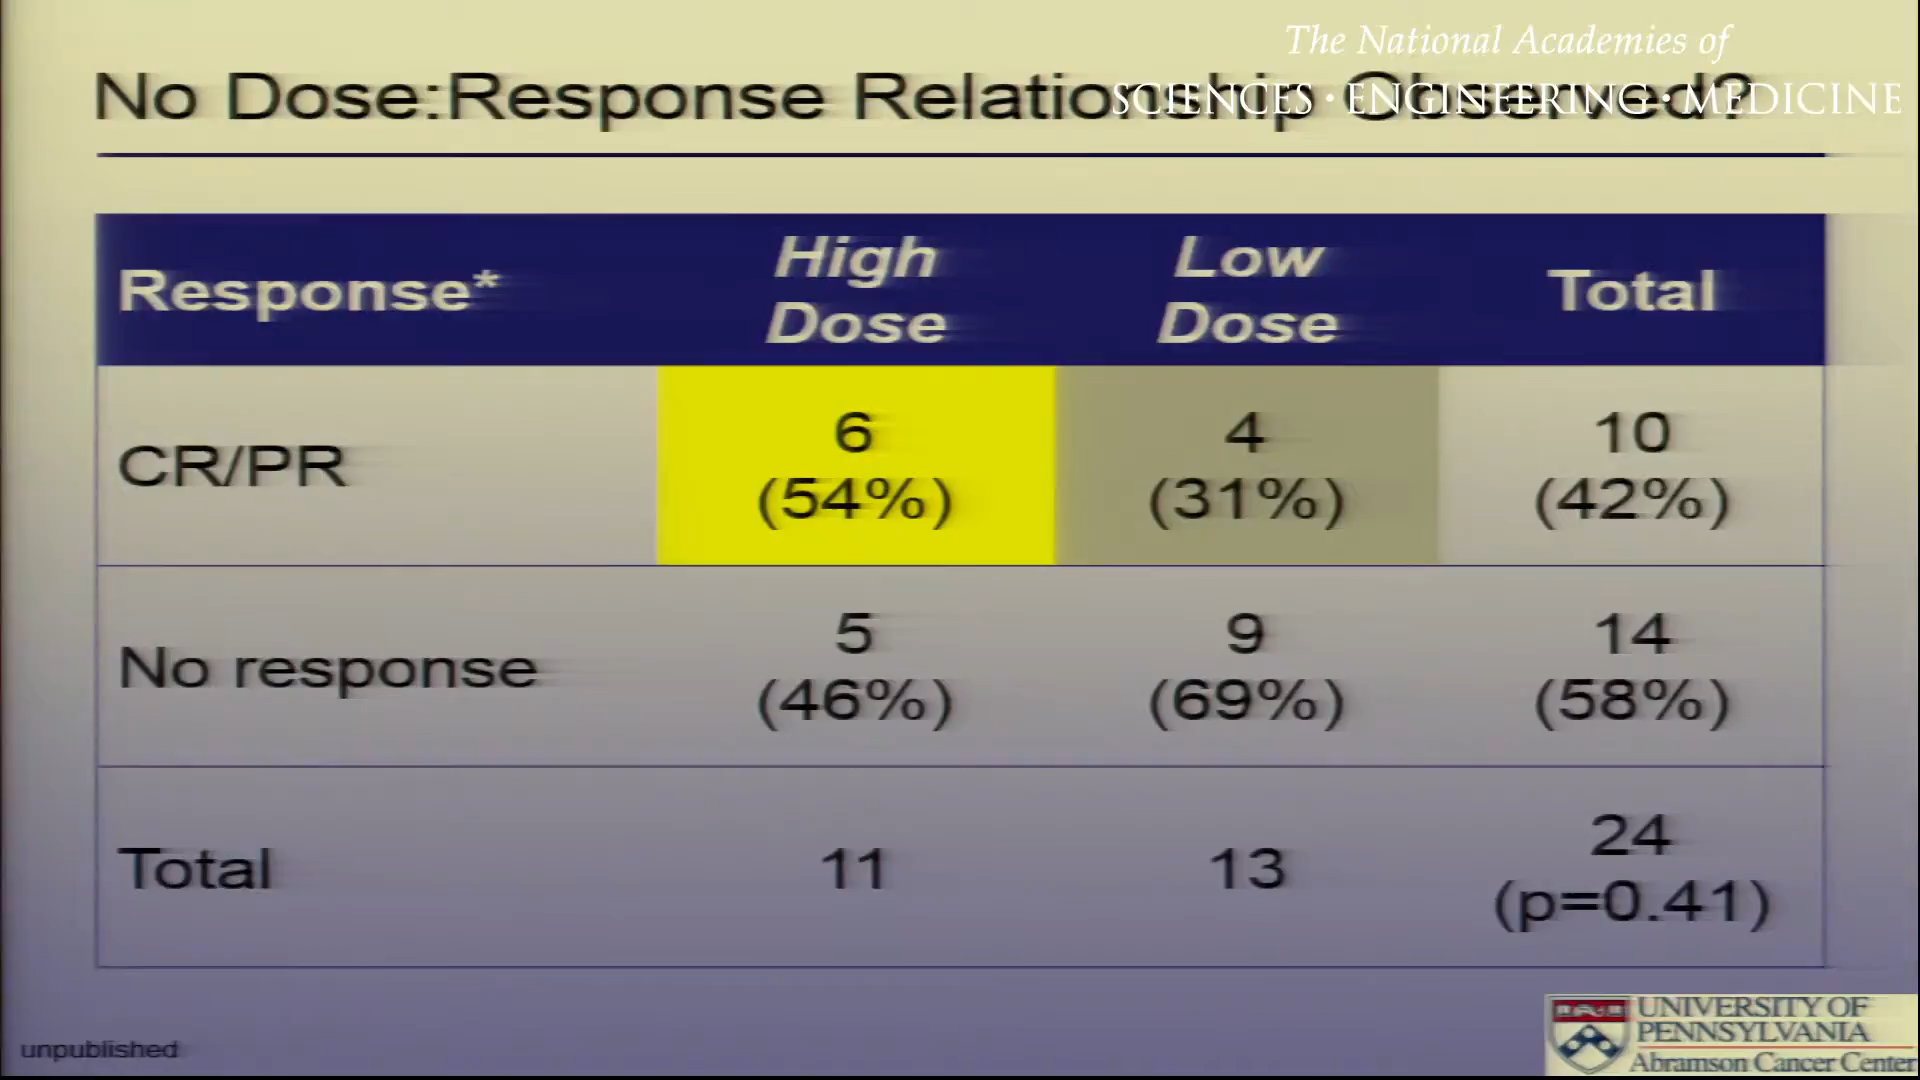 The National Academies of
SCIENCES · ENGINEERING · MEDICINE
No Dose:Response Relationship Observed?
Response* High Dose Low Dose Total
CR/PR 6 (54%) 4 (31%) 10 (42%)
No response 5 (46%) 9 (69%) 14 (58%)
Total 11 13 24 (p=0.41)
unpublished
UNIVERSITY OF
PENNSYLVANIA
Abramson Cancer Center